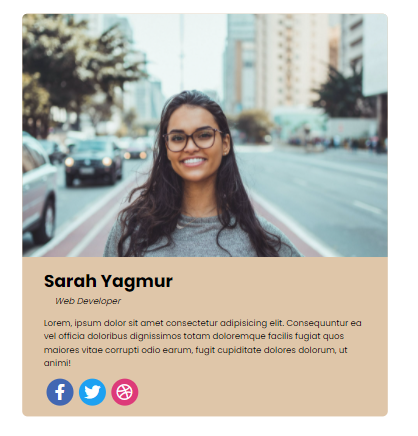 Sarah Yagmur
Web Developer
Lorem, ipsum dolor sit amet consectetur adipisicing elit. Consequuntur ea
vel officia doloribus dignissimos totam doloremque facilis fugiat quos
maiores vitae corrupti odio earum, fugit cupiditate dolores dolorum, ut
animi!